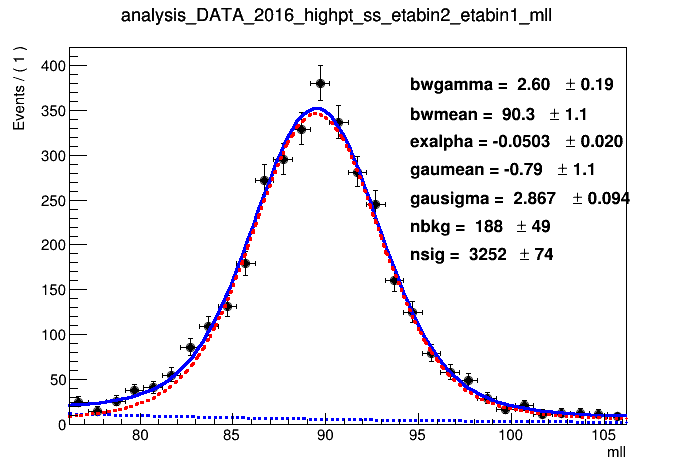 analysis_DATA_2016_highpt_ss_etabin2_etabin1_mll
Events / ( 1 )
400
350
300
250
200
150
100
50
0
bwgamma = 2.60 ± 0.19
bwmean = 90.3 ± 1.1
exalpha = -0.0503 ± 0.020
gaumean = -0.79 ± 1.1
gausigma = 2.867 ± 0.094
nbkg = 188 ± 49
nsig = 3252 ± 74
80 85 90 95 100 105
mll